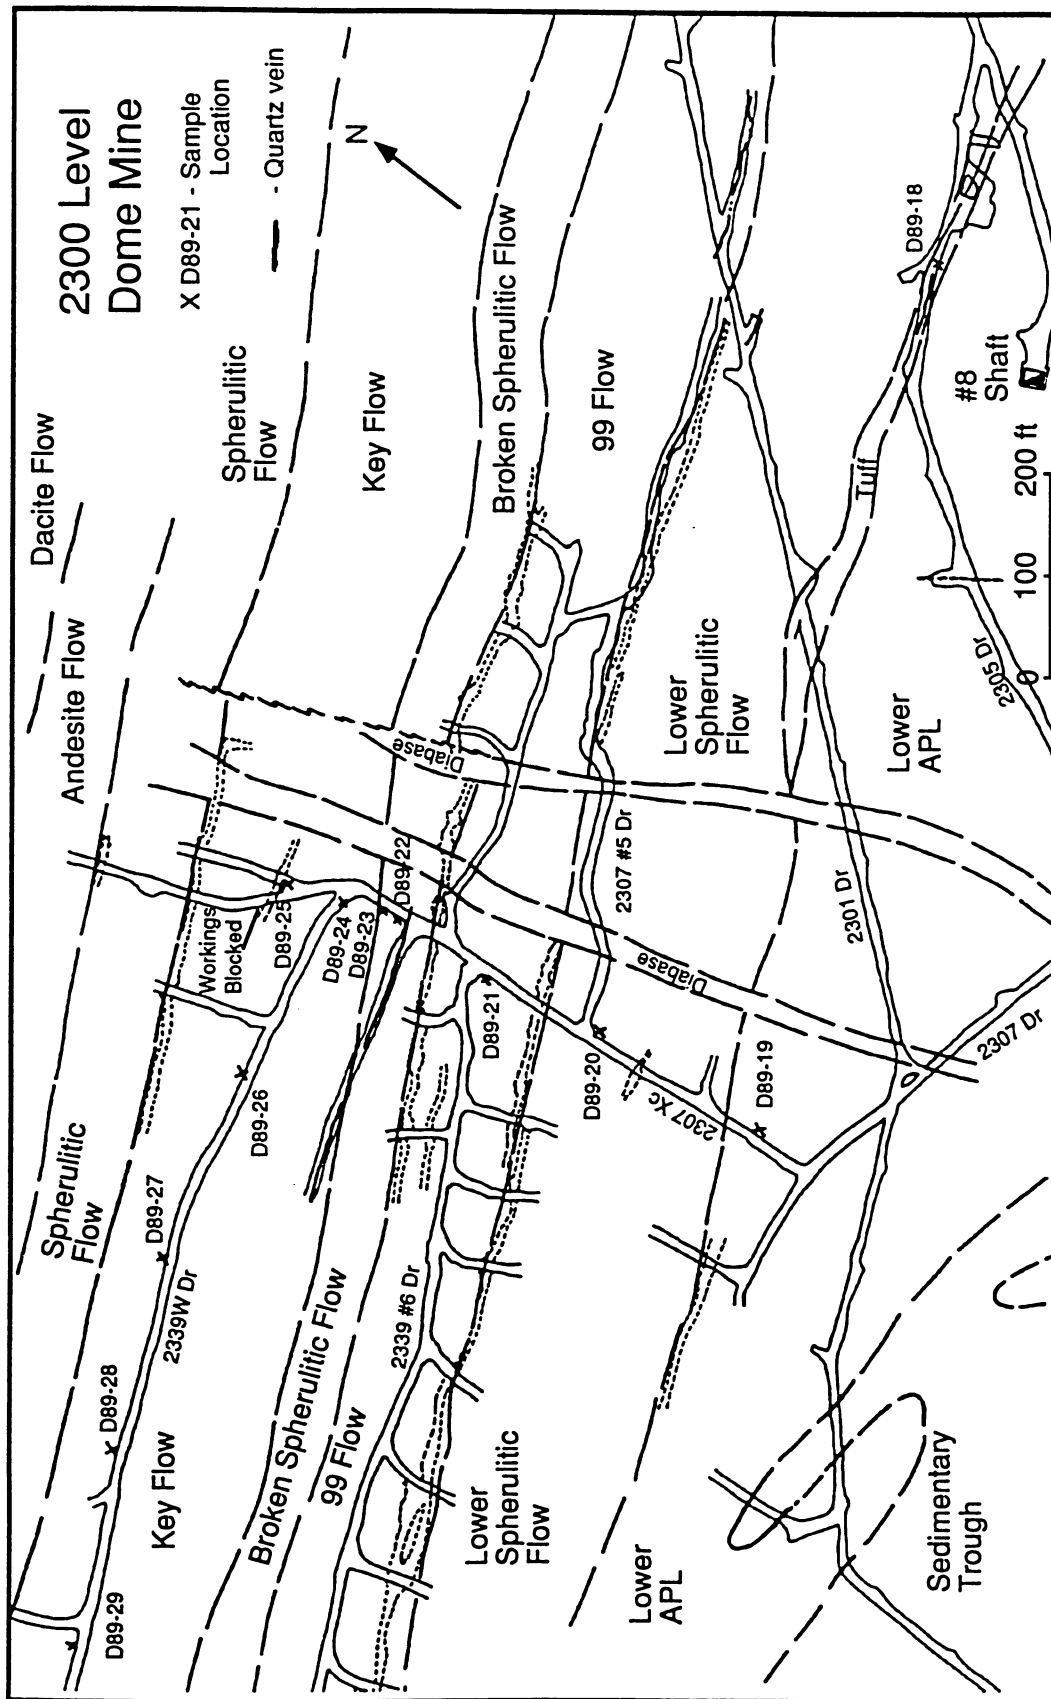 2300 Level
Dome Mine
X D89-21 - Sample
Location
- Quartz vein
N
Dacite Flow
Andesite Flow
Spherulitic
Flow
Key Flow
Broken Spherulitic Flow
99 Flow
Lower
Spherulitic
Flow
Tuff
Lower
APL
D89-18
#8
Shaft
0 100 200 ft
2305 Dr
2301 Dr
2307 #5 Dr
Diabase
Diabase
2307 Dr
2307 Xc
D89-19
D89-20
D89-21
D89-22
D89-23
D89-24
D89-25
Workings
Blocked
D89-26
D89-27
D89-28
D89-29
2339W Dr
2339 #6 Dr
Spherulitic
Flow
Key Flow
Broken Spherulitic Flow
99 Flow
Lower
Spherulitic
Flow
Lower
APL
Sedimentary
Trough